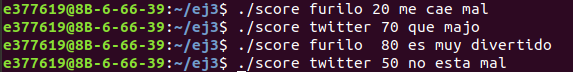 e377619@8B-6-66-39:~/ej3$ ./score furilo 20 me cae mal
e377619@8B-6-66-39:~/ej3$ ./score twitter 70 que majo
e377619@8B-6-66-39:~/ej3$ ./score furilo  80 es muy divertido
e377619@8B-6-66-39:~/ej3$ ./score twitter 50 no esta mal